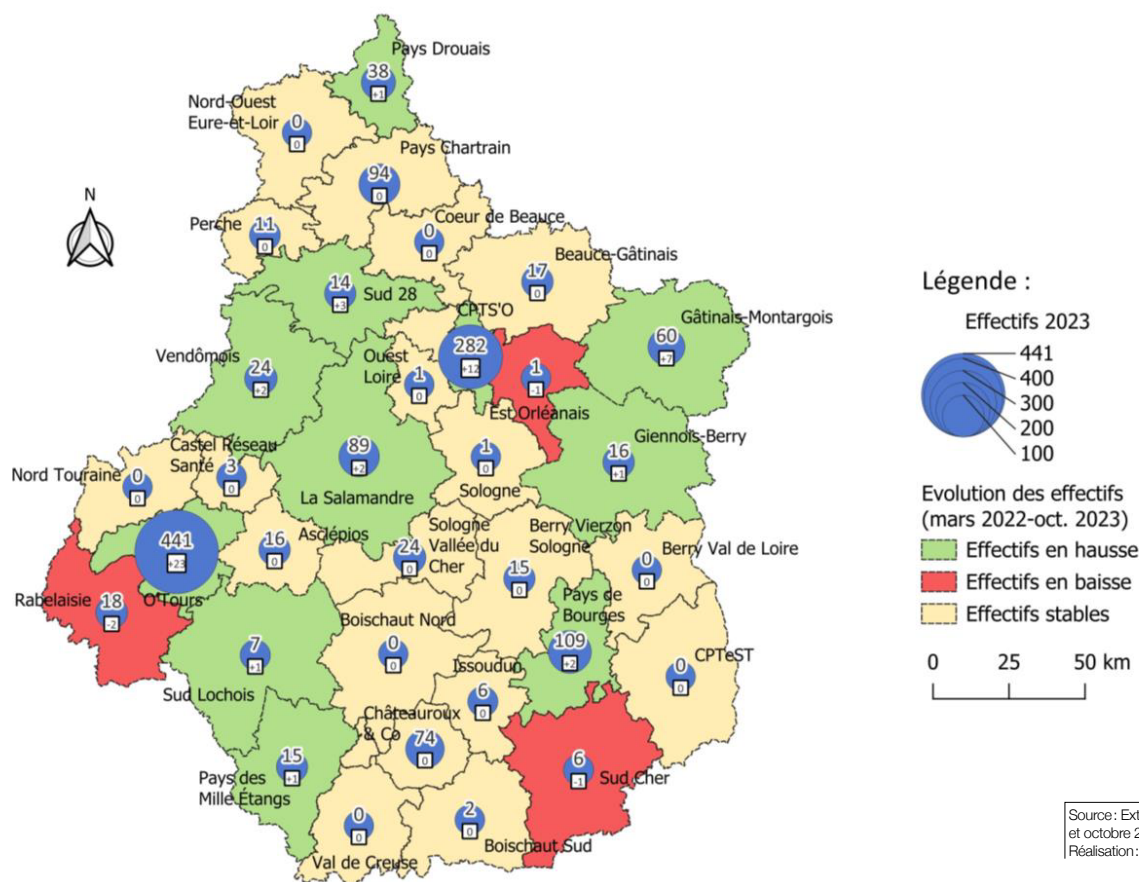 Pays Drouais
38
+1
Nord-Ouest
Eure-et-Loir
0
0
Pays Chartrain
94
0
N
Perche
11
0
Coeur de Beauce
0
0
Beauce-Gâtinais
17
0
14
+3
Sud 28
CPTS'O
282
+12
Gâtinais-Montargois
60
+7
Vendômois
24
+2
Ouest
Loire
1
0
1
-1
Est Orléanais
Giennois-Berry
16
+1
Castel Réseau
Santé
3
0
Nord Touraine
0
0
89
+2
La Salamandre
1
0
Sologne
441
+23
O'Tours
Asclépios
16
0
Sologne
Vallée du
Cher
24
0
Berry Vierzon
Sologne
15
0
Berry Val de Loire
0
0
Rabelaisie
18
-2
Pays de
Bourges
109
+2
7
+1
Sud Lochois
Boischaut Nord
0
0
Issoudun
6
0
CPTeST
0
0
Châteauroux
& Co
74
0
15
+1
Pays des
Mille Étangs
6
-1
Sud Cher
0
0
Val de Creuse
2
0
Boischaut Sud
Légende :
Effectifs 2023
441
400
300
200
100
Evolution des effectifs
(mars 2022-oct. 2023)
Effectifs en hausse
Effectifs en baisse
Effectifs stables
0 25 50 km
Source: Ext
et octobre 2
Réalisation: